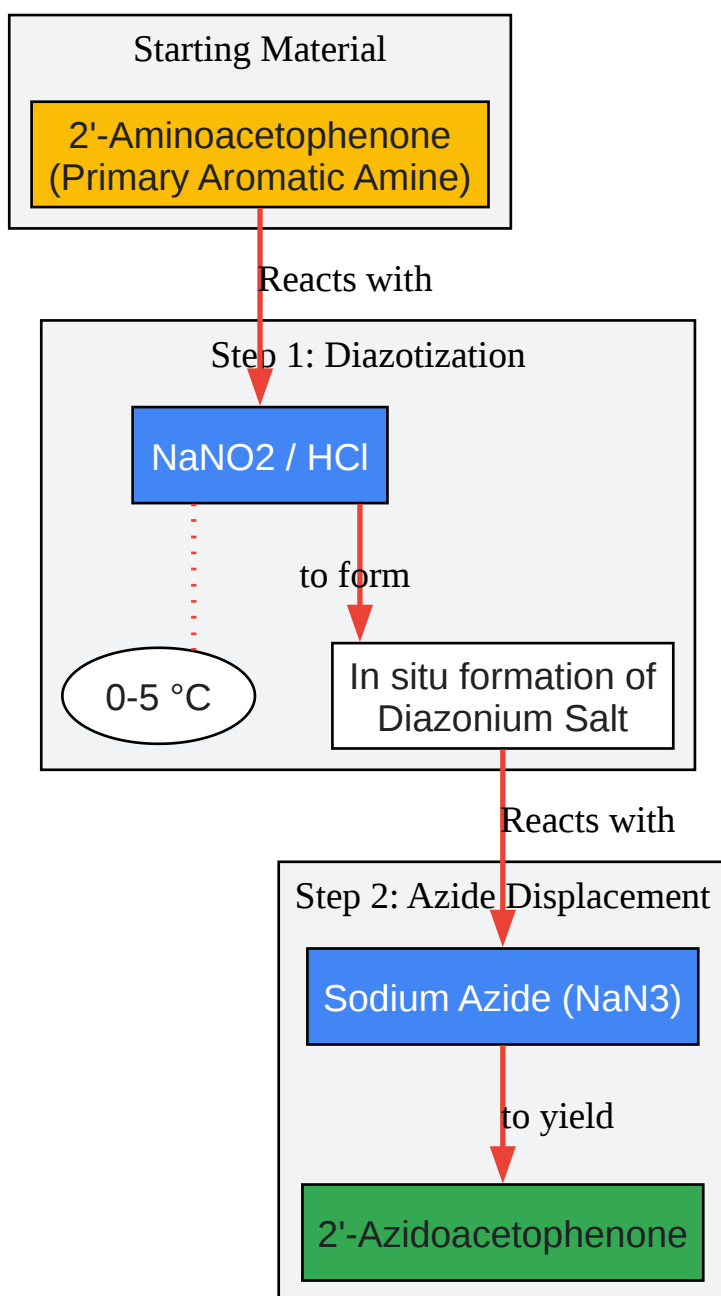 Starting Material
2'-Aminoacetophenone
(Primary Aromatic Amine)
Reacts with
Step 1: Diazotization
NaNO2 / HCl
to form
0-5 °C
In situ formation of
Diazonium Salt
Reacts with
Step 2: Azide Displacement
Sodium Azide (NaN3)
to yield
2'-Azidoacetophenone